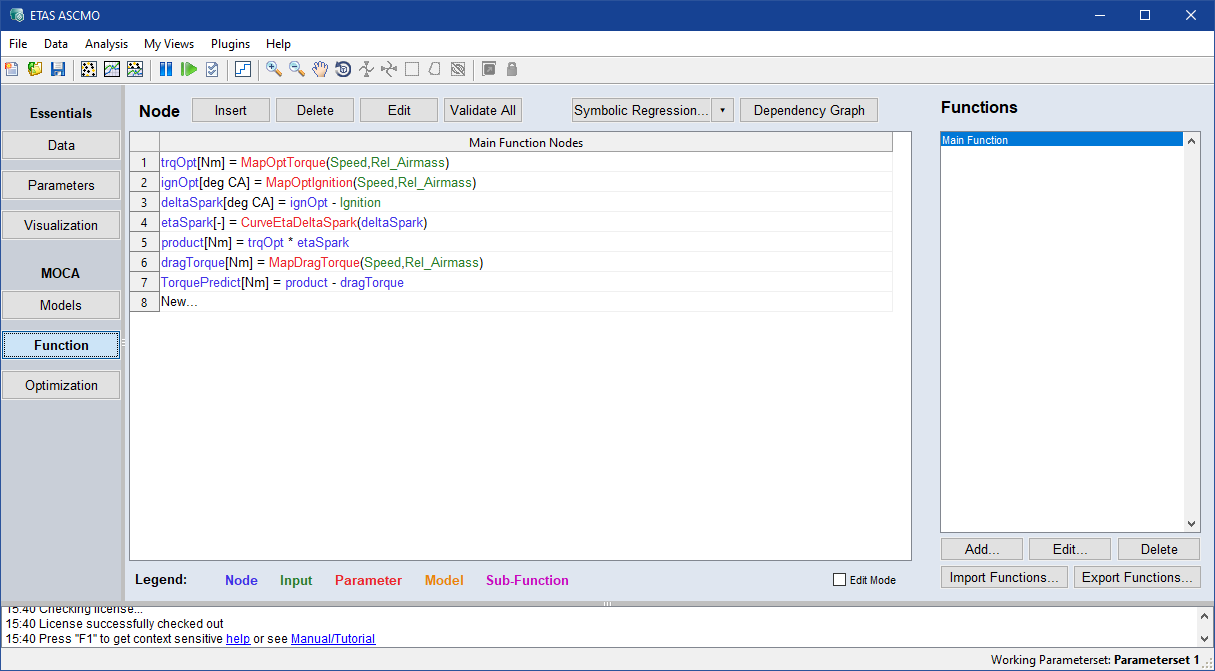 ETAS ASCMO
File Data Analysis My Views Plugins Help
Essentials
Data
Parameters
Visualization
MOCA
Models
Function
Optimization
Node Insert Delete Edit Validate All Symbolic Regression... Dependency Graph
Main Function Nodes
1 trqOpt[Nm] = MapOptTorque(Speed,Rel_Airmass)
2 ignOpt[deg CA] = MapOptIgnition(Speed,Rel_Airmass)
3 deltaSpark[deg CA] = ignOpt - Ignition
4 etaSpark[-] = CurveEtaDeltaSpark(deltaSpark)
5 product[Nm] = trqOpt * etaSpark
6 dragTorque[Nm] = MapDragTorque(Speed,Rel_Airmass)
7 TorquePredict[Nm] = product - dragTorque
8 New...
Legend: Node Input Parameter Model Sub-Function Edit Mode
Functions
Main Function
Add... Edit... Delete
Import Functions... Export Functions...
15:40 Checking license...
15:40 License successfully checked out
15:40 Press "F1" to get context sensitive help or see Manual/Tutorial
Working Parameterset: Parameterset 1